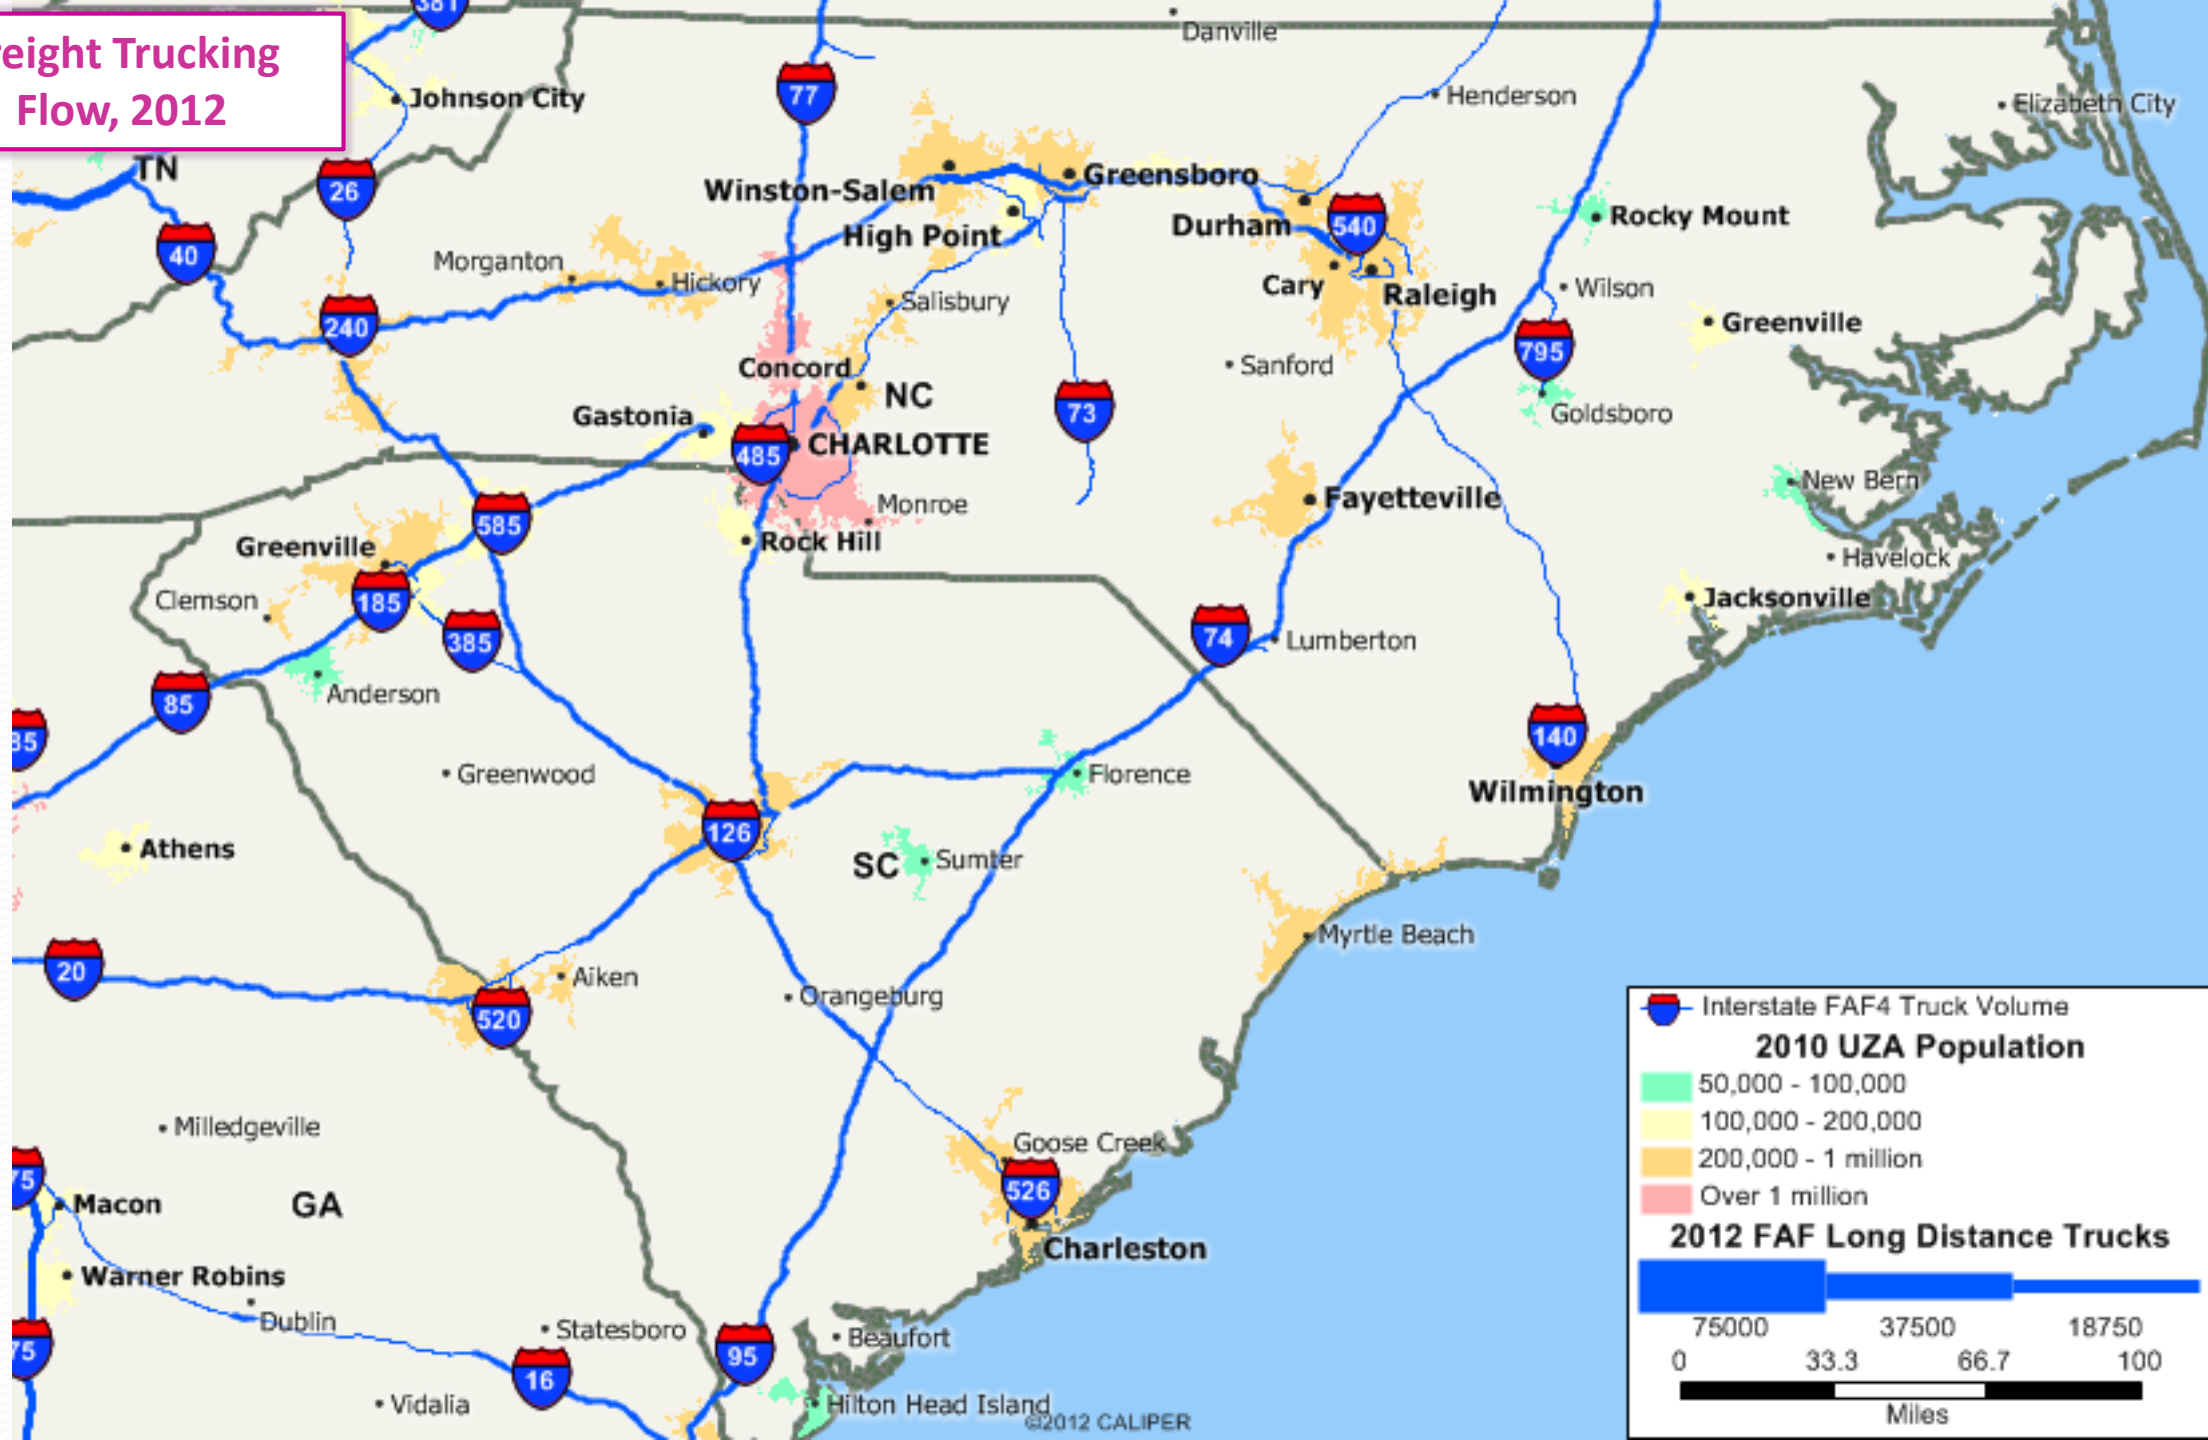 reight Trucking
Flow, 2012
381
Danville
77
Johnson City
Henderson
Elizabeth City
TN
26
Winston-Salem
Greensboro
40
High Point
Durham
540
Rocky Mount
Morganton
Hickory
Cary
Raleigh
Wilson
240
Salisbury
Greenville
795
Concord
NC
Sanford
73
Gastonia
CHARLOTTE
485
Goldsboro
Monroe
Fayetteville
New Bern
585
Rock Hill
Greenville
Havelock
Clemson
185
385
74
Lumberton
Jacksonville
85
Anderson
35
140
Greenwood
Florence
Wilmington
126
Athens
SC
Sumter
20
Aiken
Myrtle Beach
520
Orangeburg
Milledgeville
Goose Creek
75
Macon
GA
526
Charleston
Warner Robins
Dublin
Statesboro
75
16
95
Beaufort
Vidalia
Hilton Head Island
©2012 CALIPER
Interstate FAF4 Truck Volume
2010 UZA Population
50,000 - 100,000
100,000 - 200,000
200,000 - 1 million
Over 1 million
2012 FAF Long Distance Trucks
75000 37500 18750
0 33.3 66.7 100
Miles